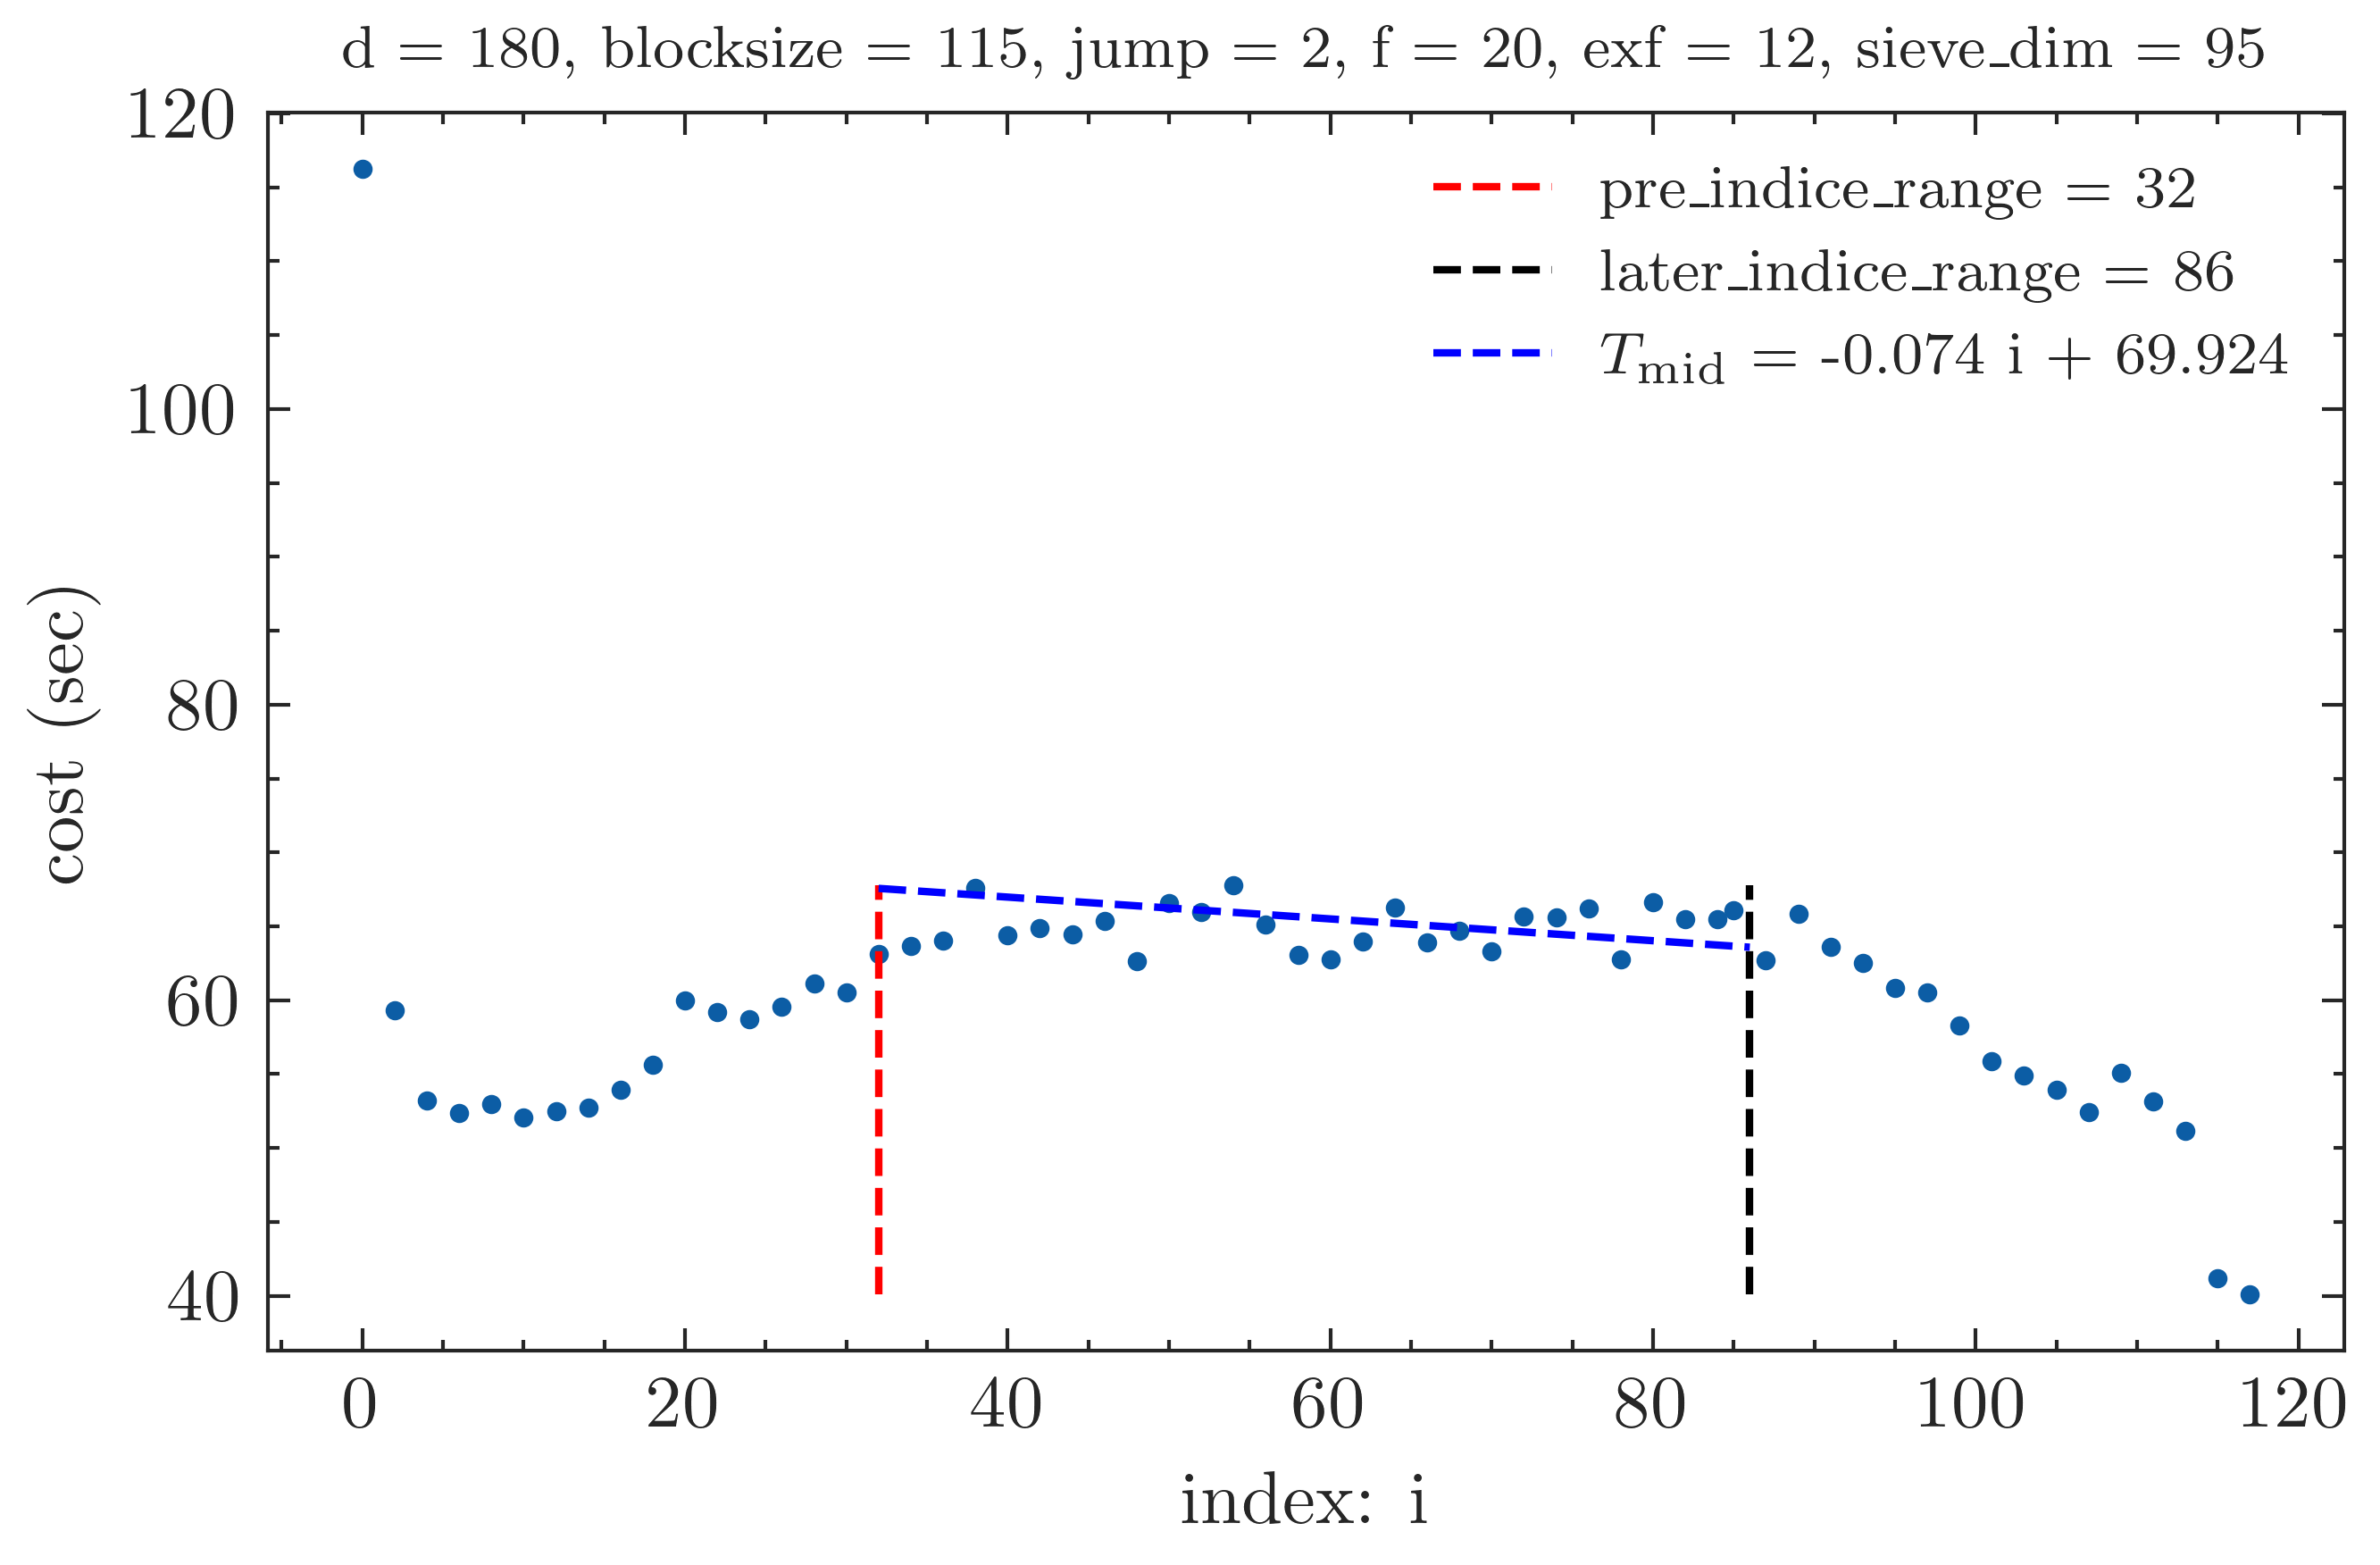 d = 180, blocksize = 115, jump = 2, f = 20, exf = 12, sieve_dim = 95
120
100
80
60
40
cost (sec)
pre_indice_range = 32
later_indice_range = 86
T_mid = -0.074 i + 69.924
0 20 40 60 80 100 120
index: i